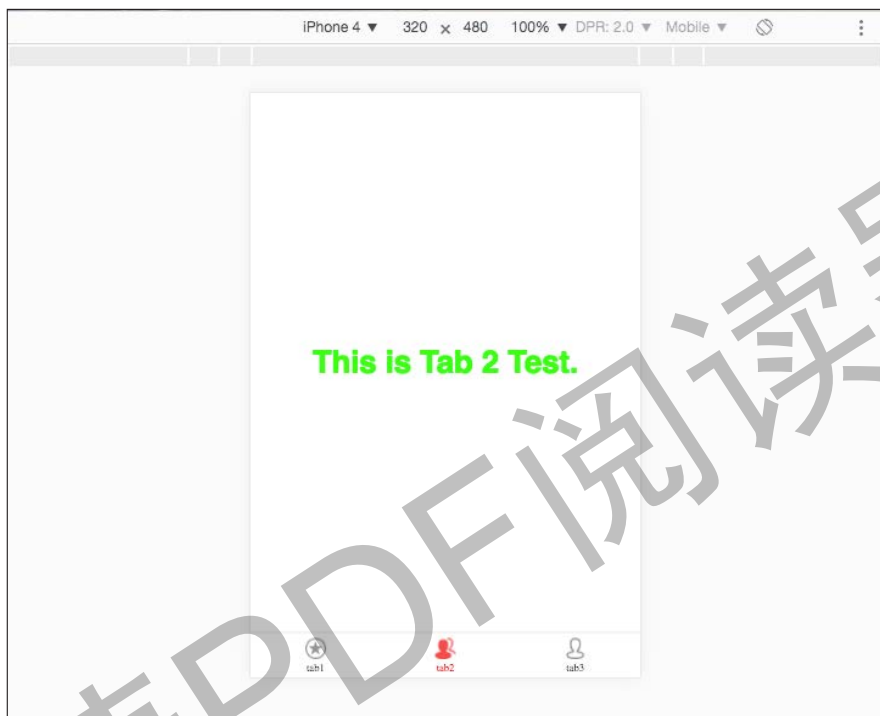 iPhone 4 ▼ 320 × 480 100% ▼ DPR: 2.0 ▼ Mobile ▼
This is Tab 2 Test.
tab1 tab2 tab3
PDF阅读